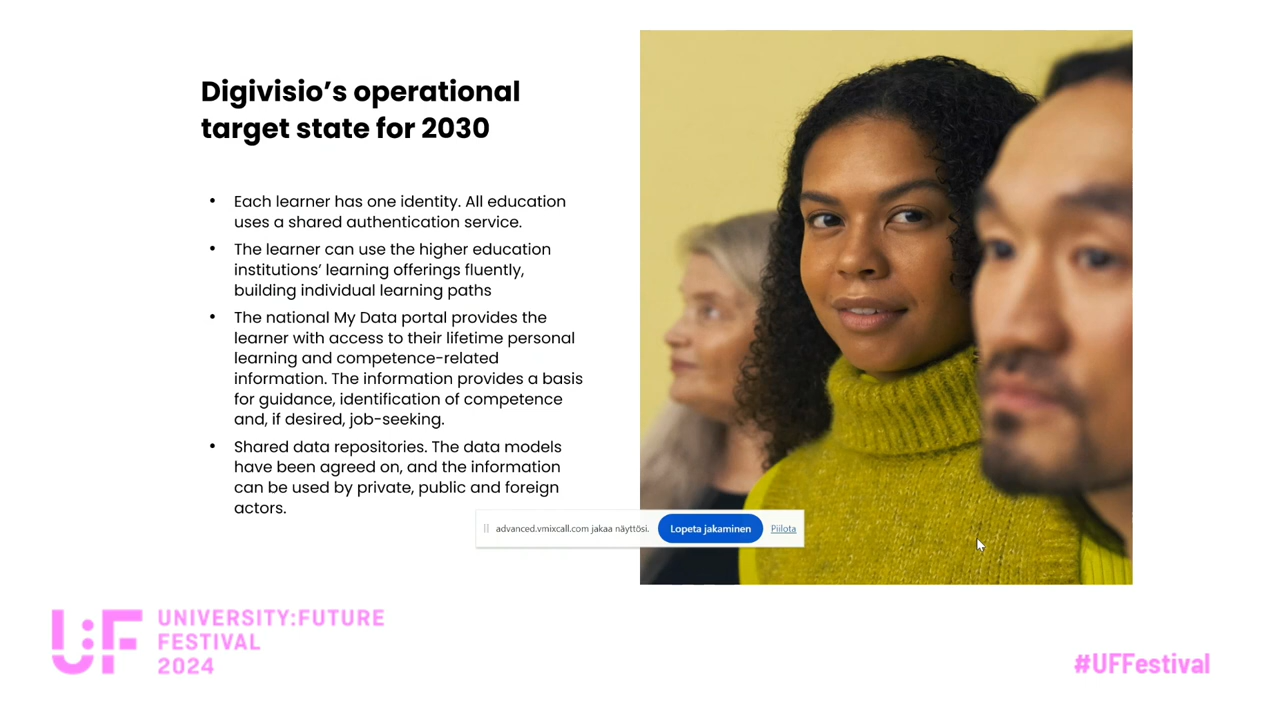 Digivisio’s operational
target state for 2030
• Each learner has one identity. All education
uses a shared authentication service.
• The learner can use the higher education
institutions’ learning offerings fluently,
building individual learning paths
• The national My Data portal provides the
learner with access to their lifetime personal
learning and competence-related
information. The information provides a basis
for guidance, identification of competence
and, if desired, job-seeking.
• Shared data repositories. The data models
have been agreed on, and the information
can be used by private, public and foreign
actors.
advanced.vmixcall.com jakaa näyttösi. Lopeta jakaminen Piilota
U:F
UNIVERSITY:FUTURE
FESTIVAL
2024
#UFFestival